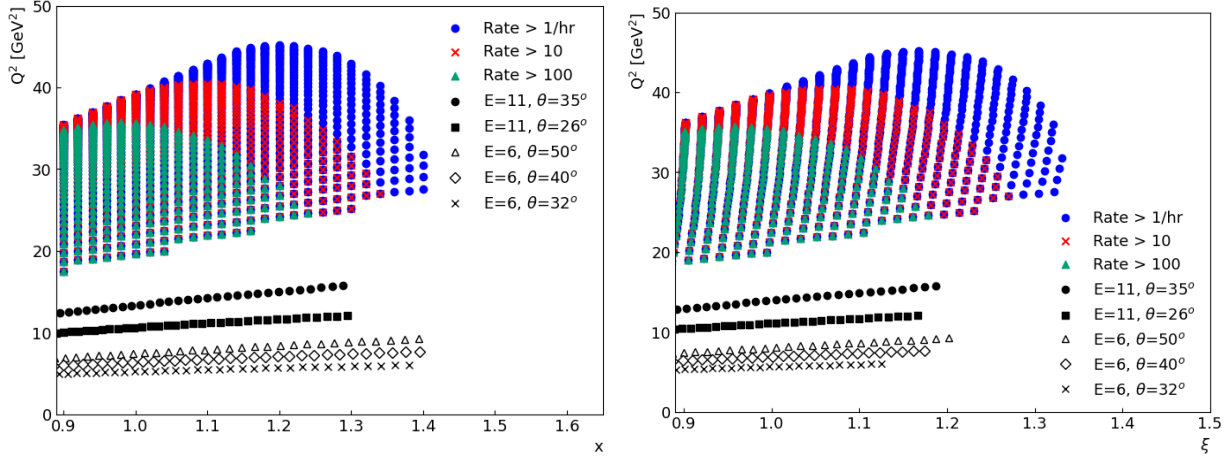 Q² [GeV²]
50
40
30
20
10
0
0.9 1.0 1.1 1.2 1.3 1.4 1.5 1.6
x
Rate > 1/hr
Rate > 10
Rate > 100
E=11, θ=35°
E=11, θ=26°
E=6, θ=50°
E=6, θ=40°
E=6, θ=32°
Q² [GeV²]
50
40
30
20
10
0
0.9 1.0 1.1 1.2 1.3 1.4 1.5
ξ
Rate > 1/hr
Rate > 10
Rate > 100
E=11, θ=35°
E=11, θ=26°
E=6, θ=50°
E=6, θ=40°
E=6, θ=32°